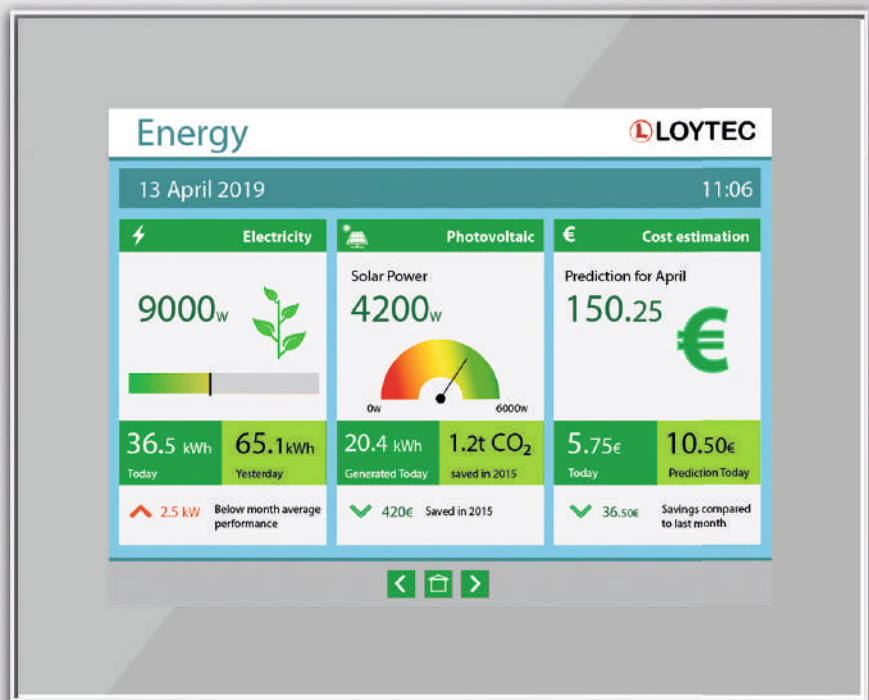 Energy
LLOYTEC
13 April 2019
11:06
Electricity
9000w
36.5 kWh
Today
65.1kWh
Yesterday
2.5 kW
Below month average
performance
Photovoltaic
Solar Power
4200w
0w
6000w
20.4 kWh
Generated Today
1.2t CO₂
saved in 2015
420€
Saved in 2015
€
Cost estimation
Prediction for April
150.25
€
5.75€
Today
10.50€
Prediction Today
36.50€
Savings compared
to last month